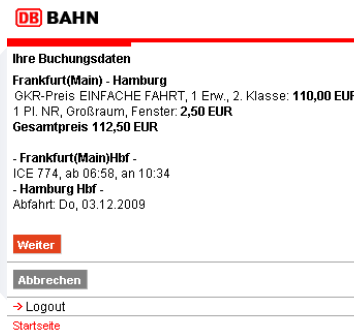 DB BAHN
Ihre Buchungsdaten
Frankfurt(Main) - Hamburg
GKR-Preis EINFACHE FAHRT, 1 Erw., 2. Klasse: 110,00 EUR
1 Pl. NR, Großraum, Fenster: 2,50 EUR
Gesamtpreis 112,50 EUR
- Frankfurt(Main)Hbf -
ICE 774, ab 06:58, an 10:34
- Hamburg Hbf -
Abfahrt: Do, 03.12.2009
Weiter
Abbrechen
→ Logout
Startseite